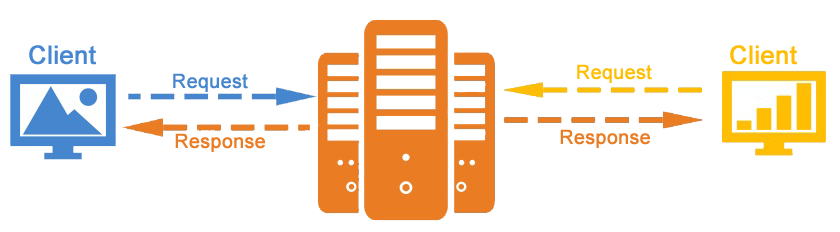 Client
Request
Response
Client
Request
Response